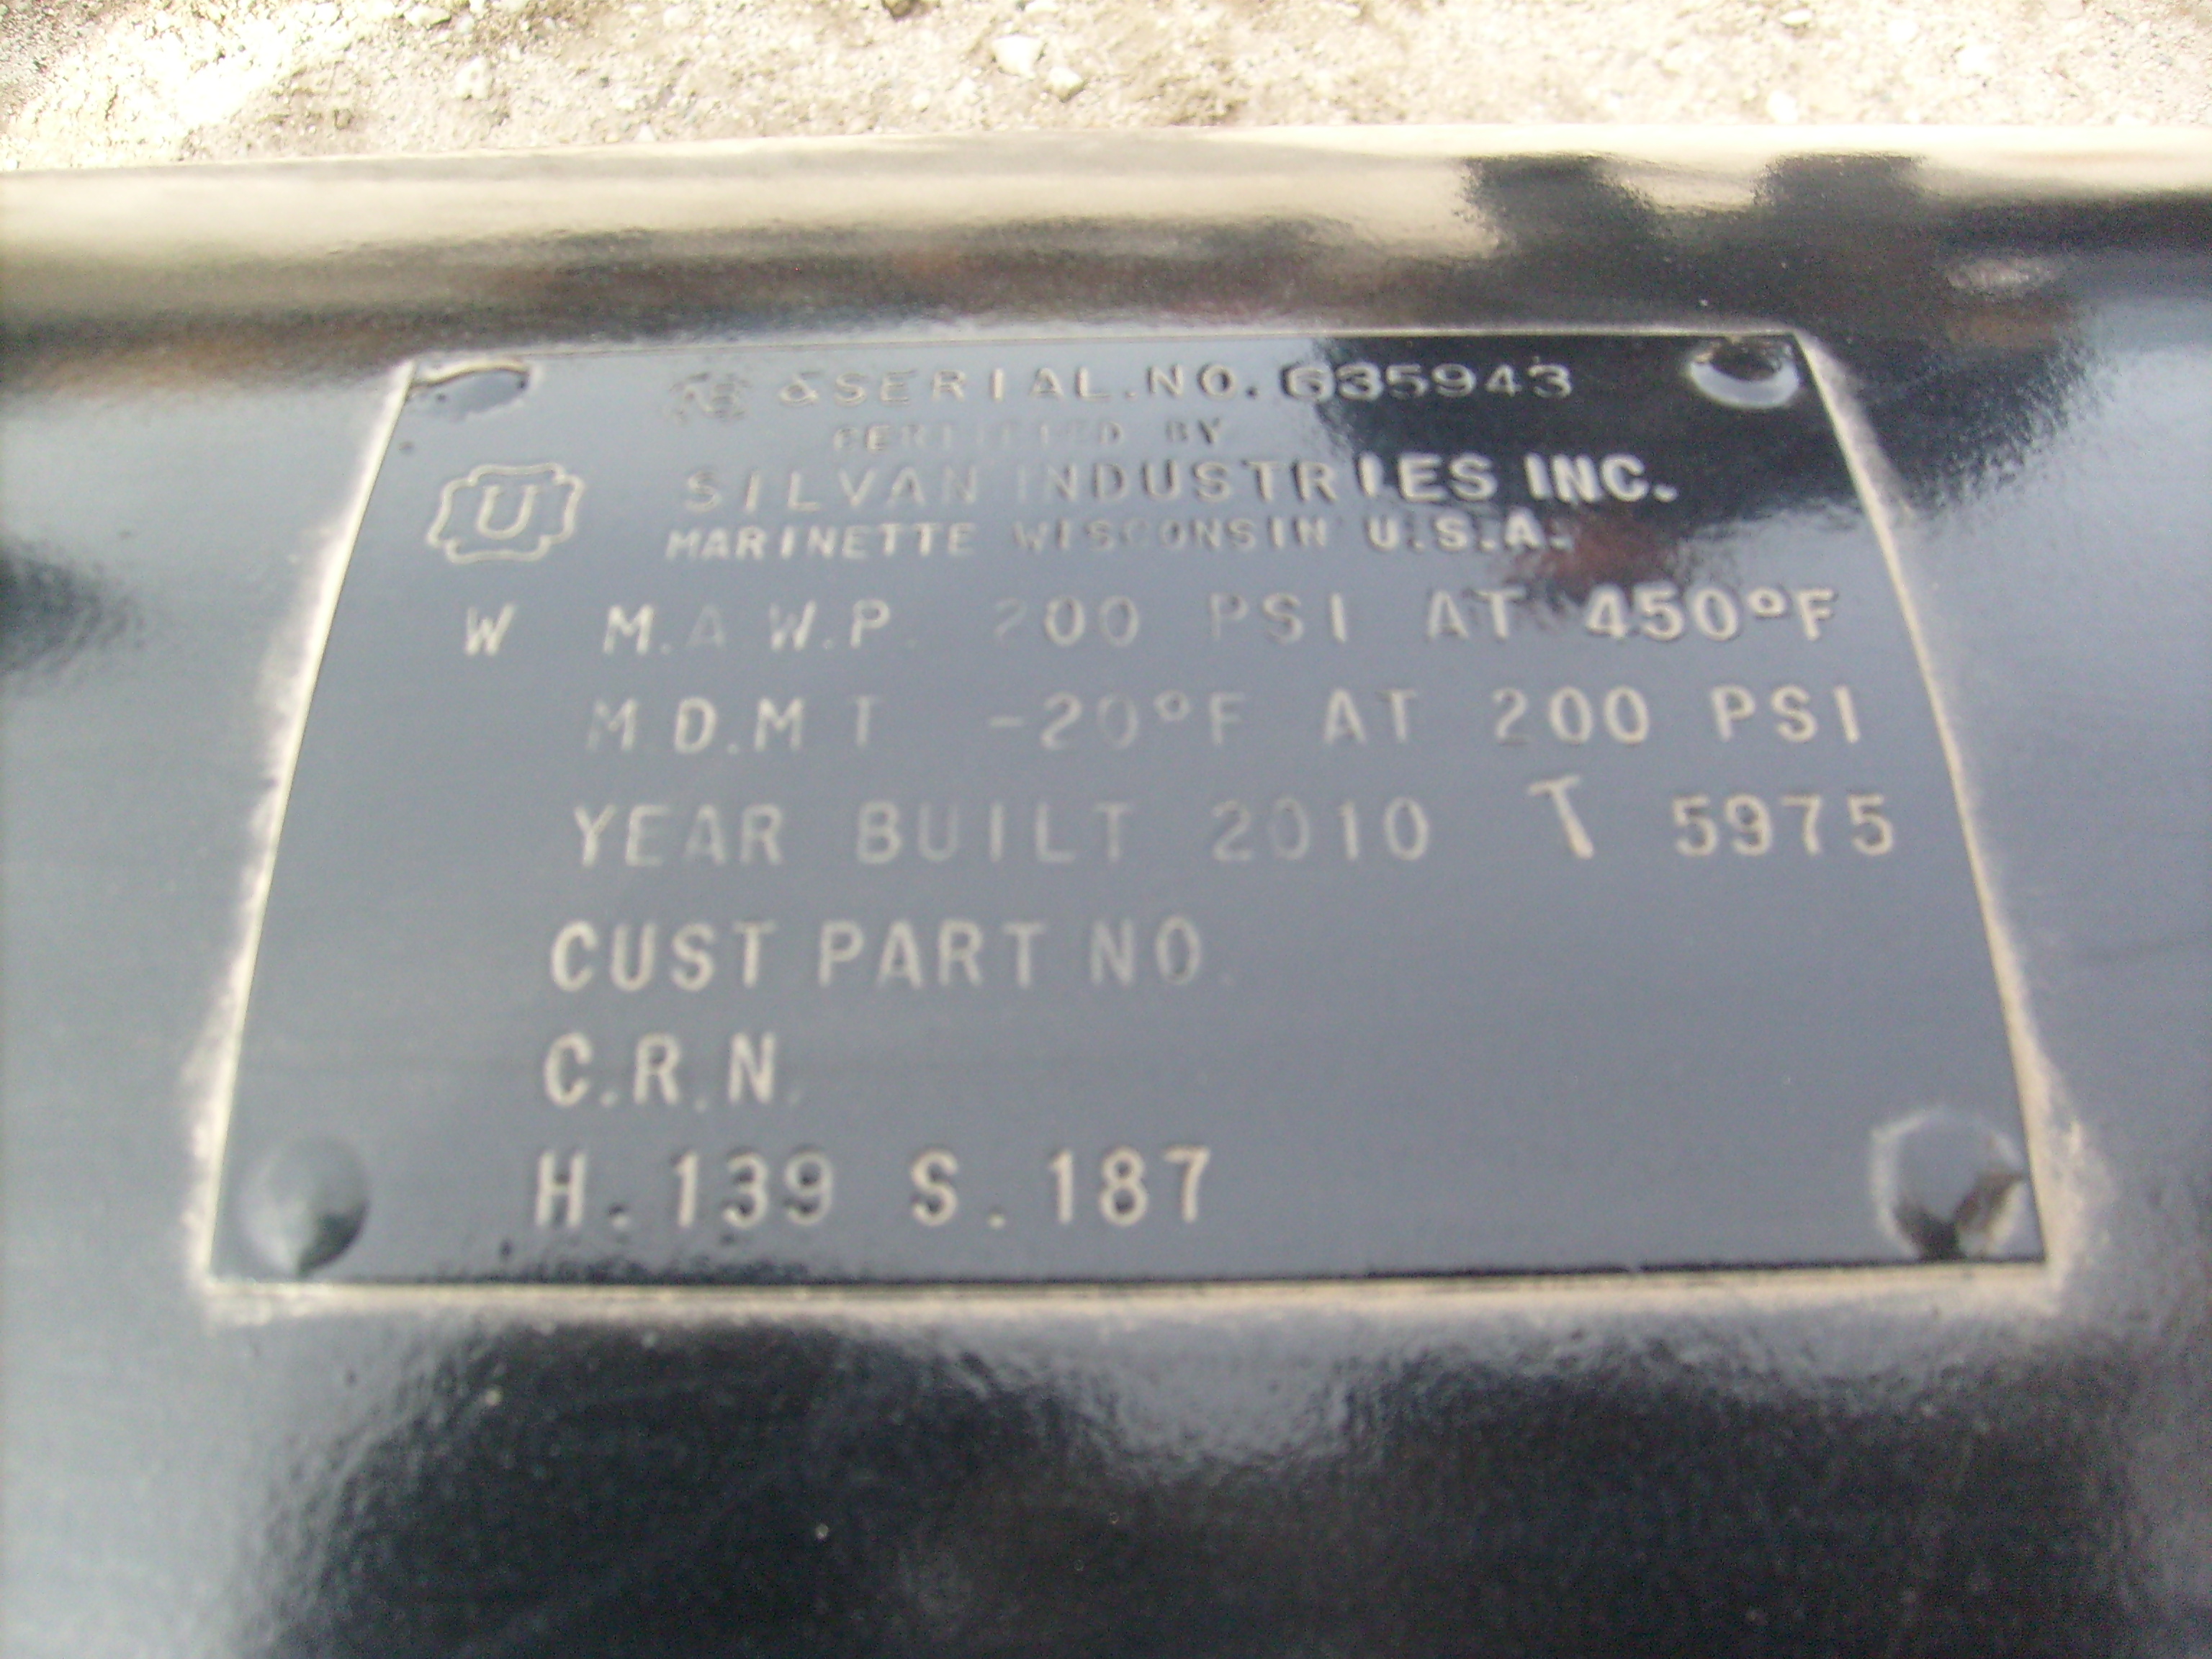 NB &SERIAL.NO. 635943
CERTIFIED BY
U
SILVAN INDUSTRIES INC.
MARINETTE WISCONSIN U.S.A.
W M.A.W.P. 200 PSI AT 450°F
M.D.M.T -20°F AT 200 PSI
YEAR BUILT 2010 T 5975
CUST PART NO.
C.R.N.
H.139 S.187